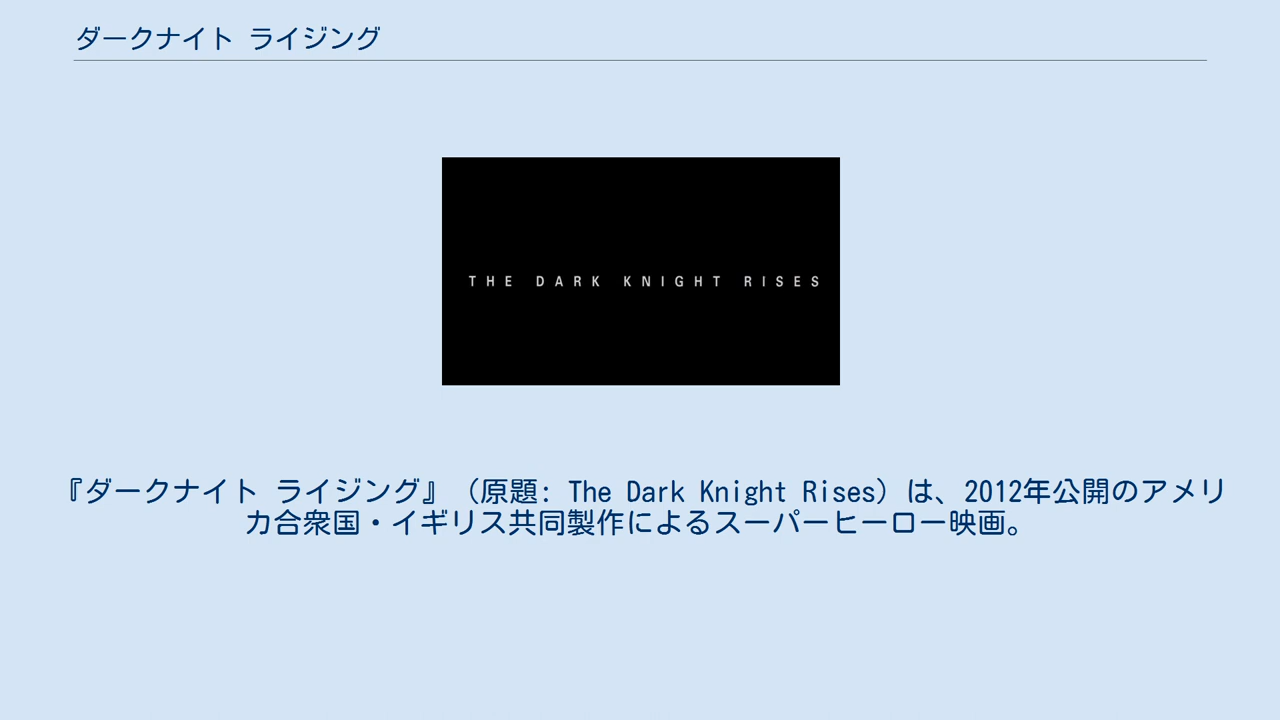 ダークナイト ライジング
THE DARK KNIGHT RISES
『ダークナイト ライジング』（原題: The Dark Knight Rises）は、2012年公開のアメリ
カ合衆国・イギリス共同製作によるスーパーヒーロー映画。